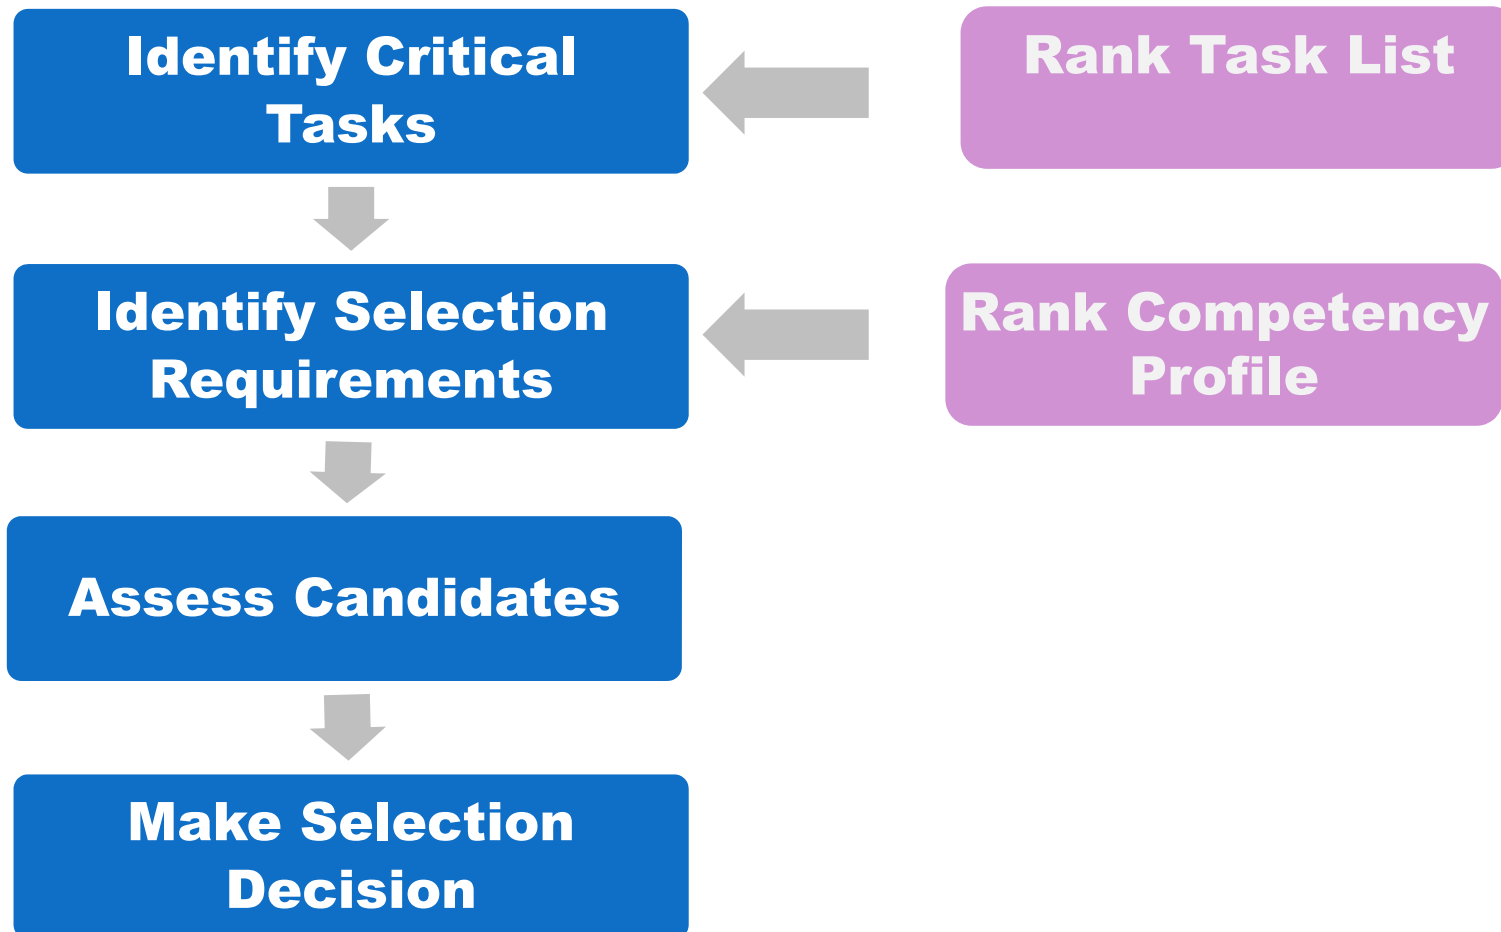 Identify Critical
Tasks
Rank Task List
Identify Selection
Requirements
Rank Competency
Profile
Assess Candidates
Make Selection
Decision